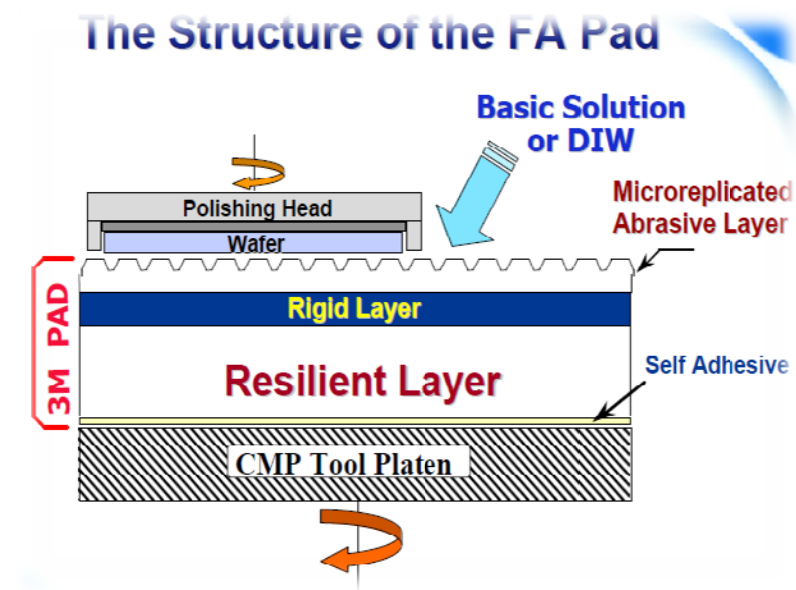 The Structure of the FA Pad
Basic Solution
or DIW
Microreplicated
Abrasive Layer
Polishing Head
Wafer
Rigid Layer
3M PAD
Resilient Layer
Self Adhesive
CMP Tool Platen